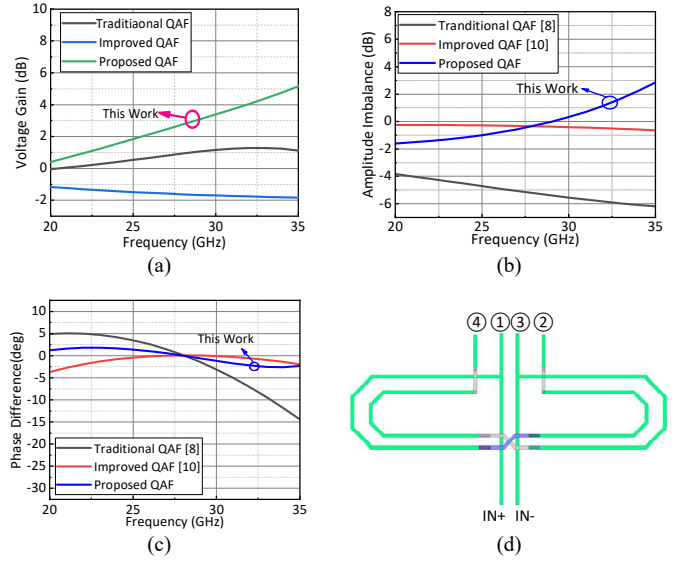 10
8
6
4
2
0
-2
Voltage Gain (dB)
Traditiaonal QAF
Improved QAF
Proposed QAF
This Work
20
25
30
35
Frequency (GHz)
(a)
8
6
4
2
0
-2
-4
-6
Amplitude Imbalance (dB)
Tranditional QAF [8]
Improved QAF [10]
Proposed QAF
This Work
20
25
30
35
Frequency (GHz)
(b)
10
5
0
-5
-10
-15
-20
-25
-30
Phase Difference(deg)
This Work
Traditional QAF [8]
Improved QAF [10]
Proposed QAF
20
25
30
35
Frequency (GHz)
(c)
④ ① ③ ②
IN+ IN-
(d)